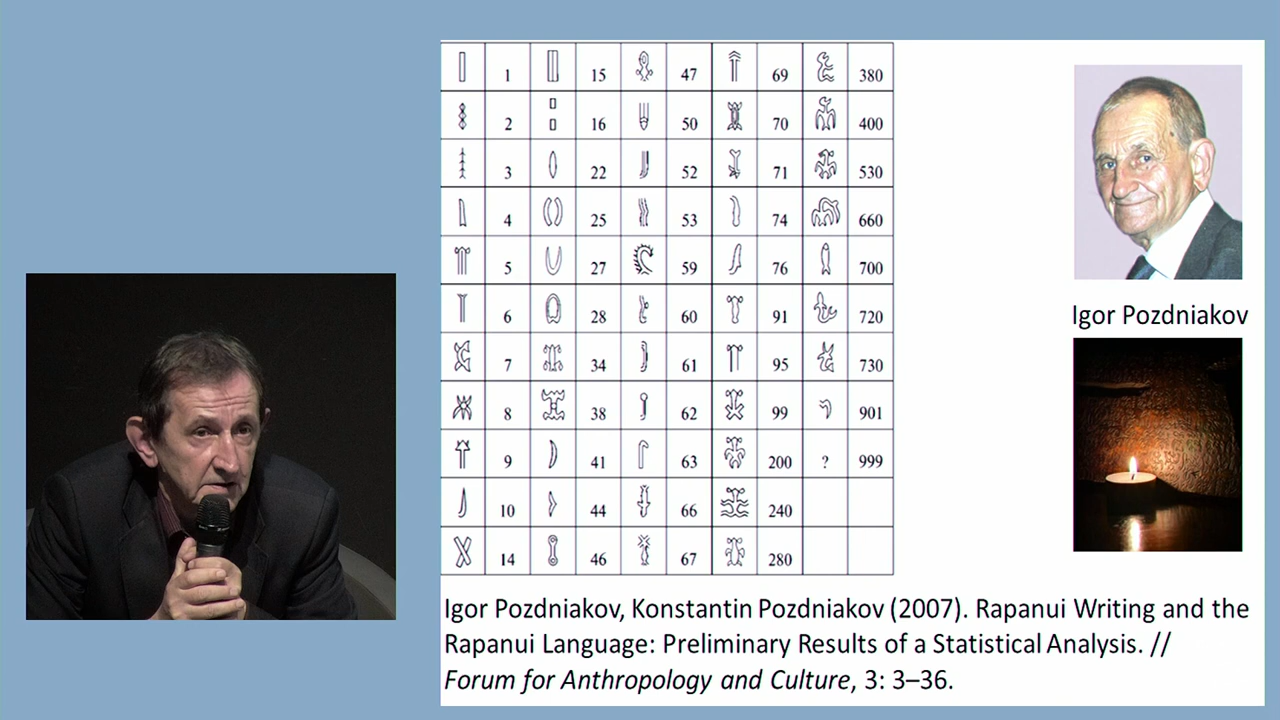 1 15 47 69 380
2 16 50 70 400
3 22 52 71 530
4 25 53 74 660
5 27 59 76 700
6 28 60 91 720
7 34 61 95 730
8 38 62 99 901
9 41 63 200 ? 999
10 44 66 240
14 46 67 280
Igor Pozdniakov
Igor Pozdniakov, Konstantin Pozdniakov (2007). Rapanui Writing and the
Rapanui Language: Preliminary Results of a Statistical Analysis. //
Forum for Anthropology and Culture, 3: 3–36.